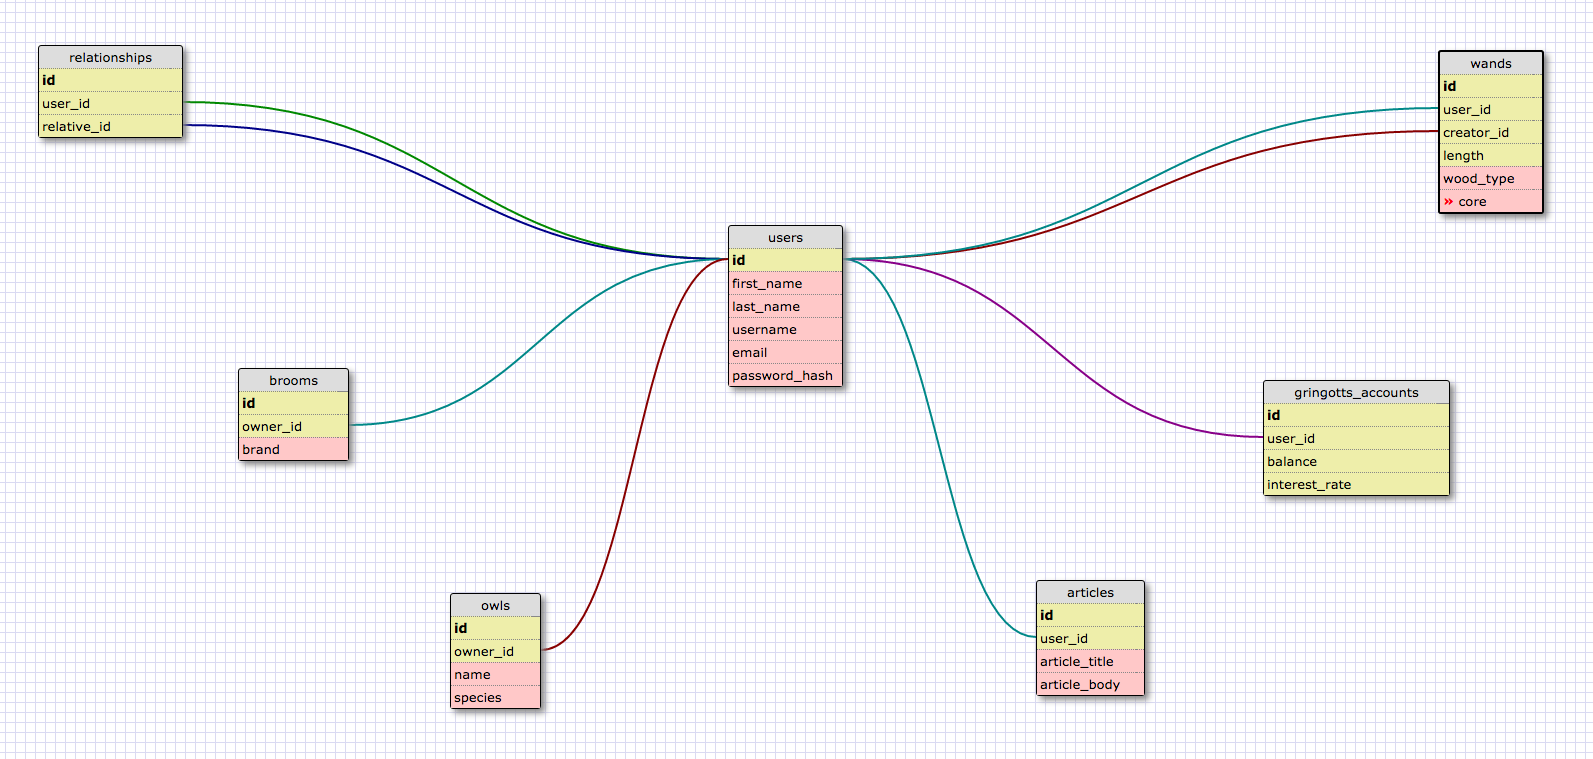 relationships
id
user_id
relative_id
wands
id
user_id
creator_id
length
wood_type
» core
users
id
first_name
last_name
username
email
password_hash
brooms
id
owner_id
brand
gringotts_accounts
id
user_id
balance
interest_rate
owls
id
owner_id
name
species
articles
id
user_id
article_title
article_body